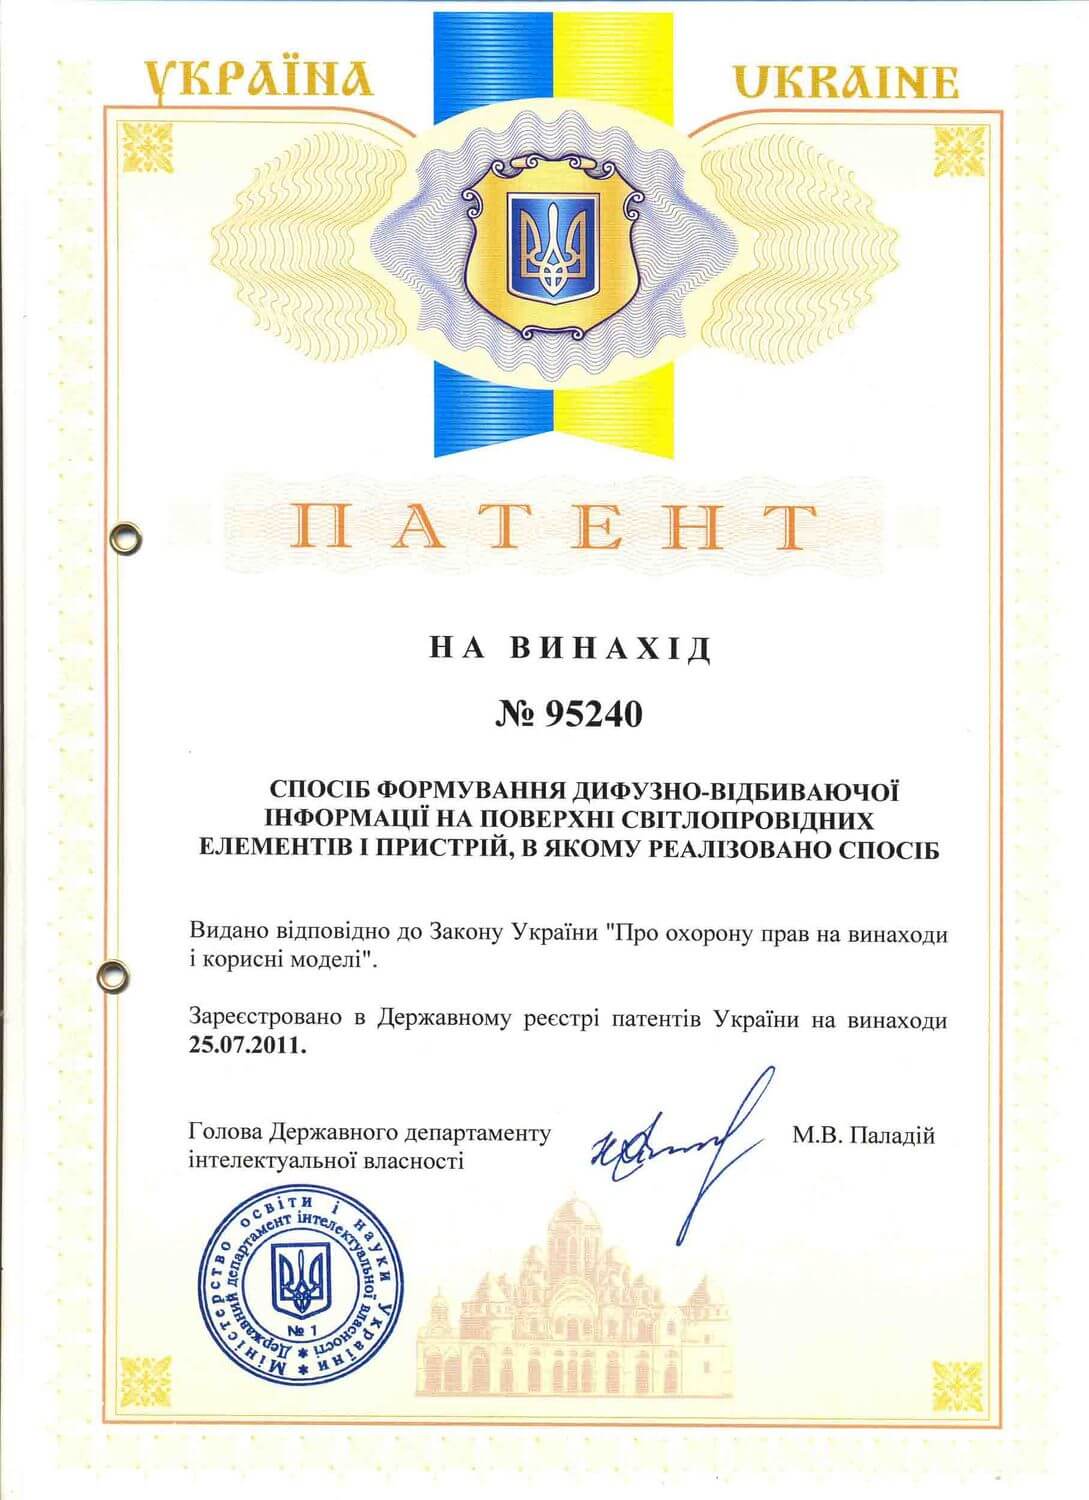 УКРАЇНА
UKRAINE
ПАТЕНТ
НА ВИНАХІД
№ 95240
СПОСІБ ФОРМУВАННЯ ДИФУЗНО-ВІДБИВАЮЧОЇ
ІНФОРМАЦІЇ НА ПОВЕРХНІ СВІТЛОПРОВІДНИХ
ЕЛЕМЕНТІВ І ПРИСТРІЙ, В ЯКОМУ РЕАЛІЗОВАНО СПОСІБ
Видано відповідно до Закону України "Про охорону прав на винаходи
і корисні моделі".
Зареєстровано в Державному реєстрі патентів України на винаходи
25.07.2011.
Голова Державного департаменту
інтелектуальної власності
М.В. Паладій
Міністерство освіти і науки України *
Державний департамент інтелектуальної власності *
№ 1